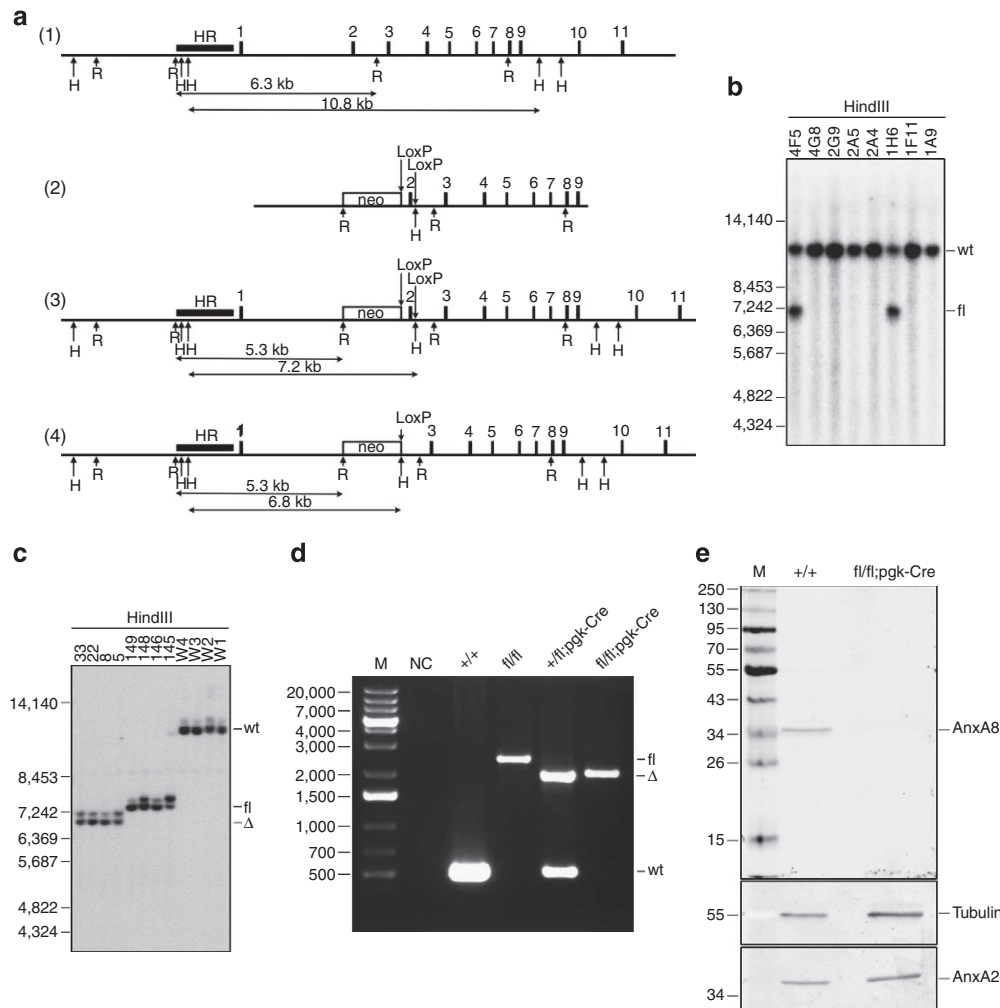 a
(1)
HR 1 2 3 4 5 6 7 8 9 10 11
H R R H H R R H H
6.3 kb
10.8 kb
(2)
LoxP
LoxP
neo 2 3 4 5 6 7 8 9
R H R R
(3)
LoxP
LoxP
HR 1 neo 2 3 4 5 6 7 8 9 10 11
H R R H H R H R R H H
5.3 kb
7.2 kb
(4)
LoxP
HR 1 neo 3 4 5 6 7 8 9 10 11
H R R H H R H R R H H
5.3 kb
6.8 kb
b
HindIII
4F5 4G8 2G9 2A5 2A4 1H6 1F11 1A9
14,140
wt
8,453
7,242
fl
6,369
5,687
4,822
4,324
c
HindIII
33 22 8 5 149 148 146 145 W4 W3 W2 W1
14,140
wt
8,453
7,242
fl
Δ
6,369
5,687
4,822
4,324
d
M NC +/+ fl/fl +/fl;pgk-Cre fl/fl;pgk-Cre
20,000
7,000
4,000
3,000
fl
2,000
Δ
1,500
1,000
700
500
wt
e
M +/+ fl/fl;pgk-Cre
250
130
95
70
55
43
34
AnxA8
26
15
55
Tubulin
AnxA2
34